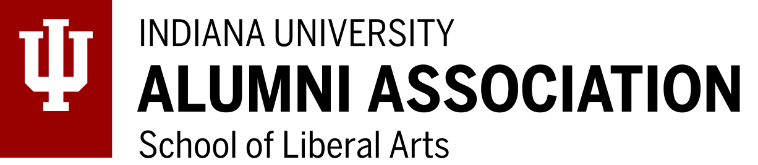 INDIANA UNIVERSITY
ALUMNI ASSOCIATION
School of Liberal Arts